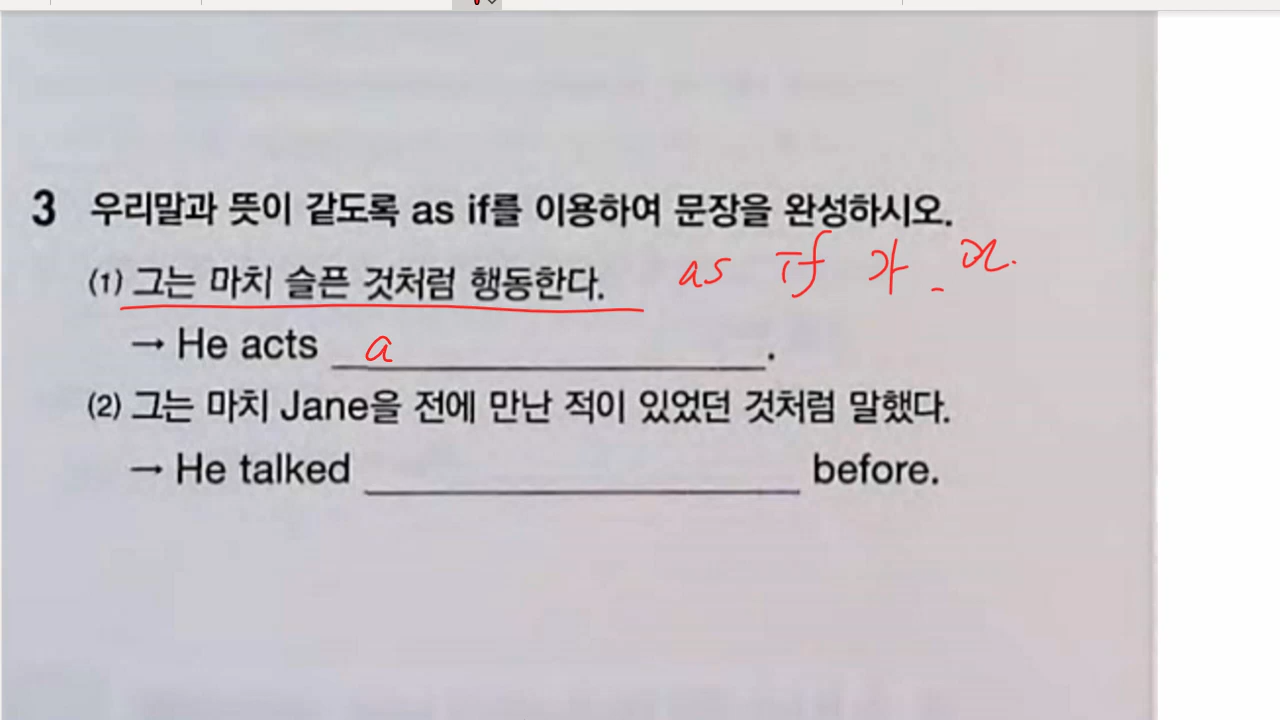 3 우리말과 뜻이 같도록 as if를 이용하여 문장을 완성하시오.
as if 가
(1) 그는 마치 슬픈 것처럼 행동한다.
→ He acts a .
(2) 그는 마치 Jane을 전에 만난 적이 있었던 것처럼 말했다.
→ He talked before.